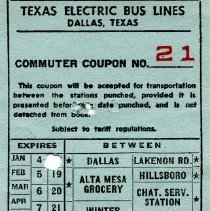 TEXAS ELECTRIC BUS LINES
DALLAS, TEXAS
COMMUTER COUPON NO. 21
This coupon will be accepted for transportation
between the stations punched, provided it is
presented before date punched, and is not
detached from book.
Subject to tariff regulations.
EXPIRES BETWEEN
JAN 4 * DALLAS LAKENON RD. *
FEB 5 19 ALTA MESA GROCERY HILLSBORO *
MAR 6 20 * CHAT. SERV. STATION
APR 7 21 WINTER